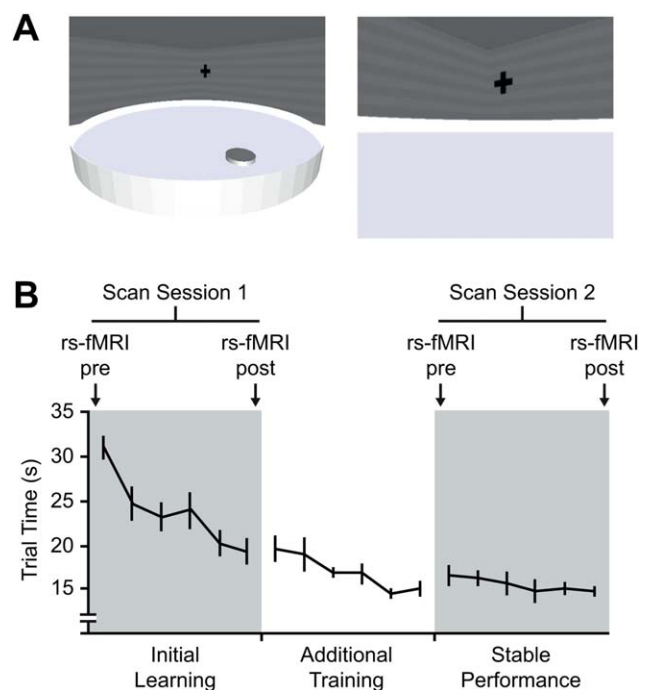 A
B
Scan Session 1
Scan Session 2
rs-fMRI
pre
rs-fMRI
post
rs-fMRI
pre
rs-fMRI
post
35
30
25
20
15
Trial Time (s)
Initial
Learning
Additional
Training
Stable
Performance